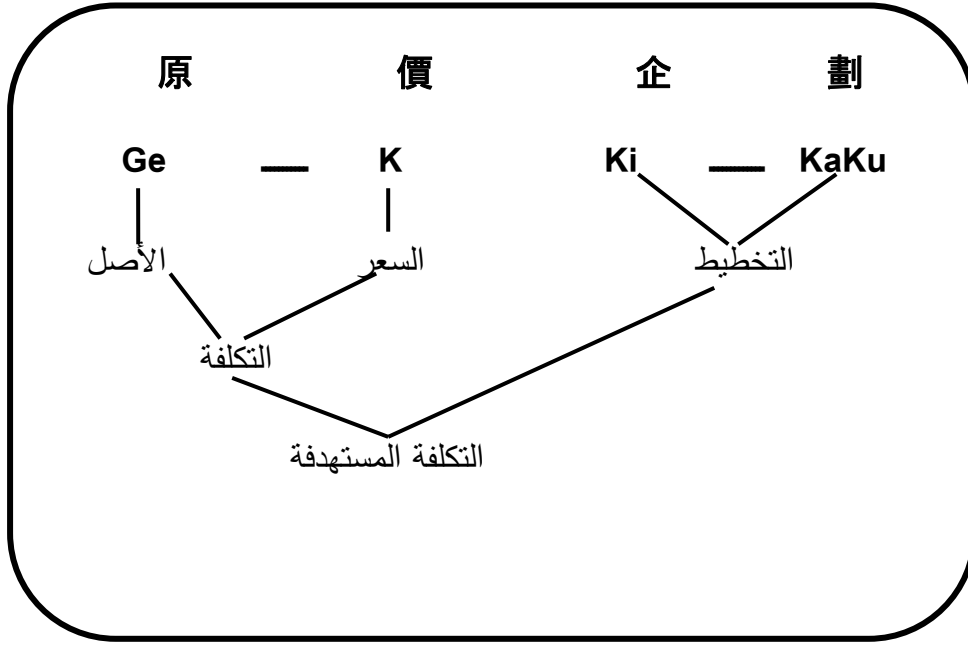 原 價 企 劃
Ge K Ki KaKu
الأصل السعر التخطيط
التكلفة
التكلفة المستهدفة